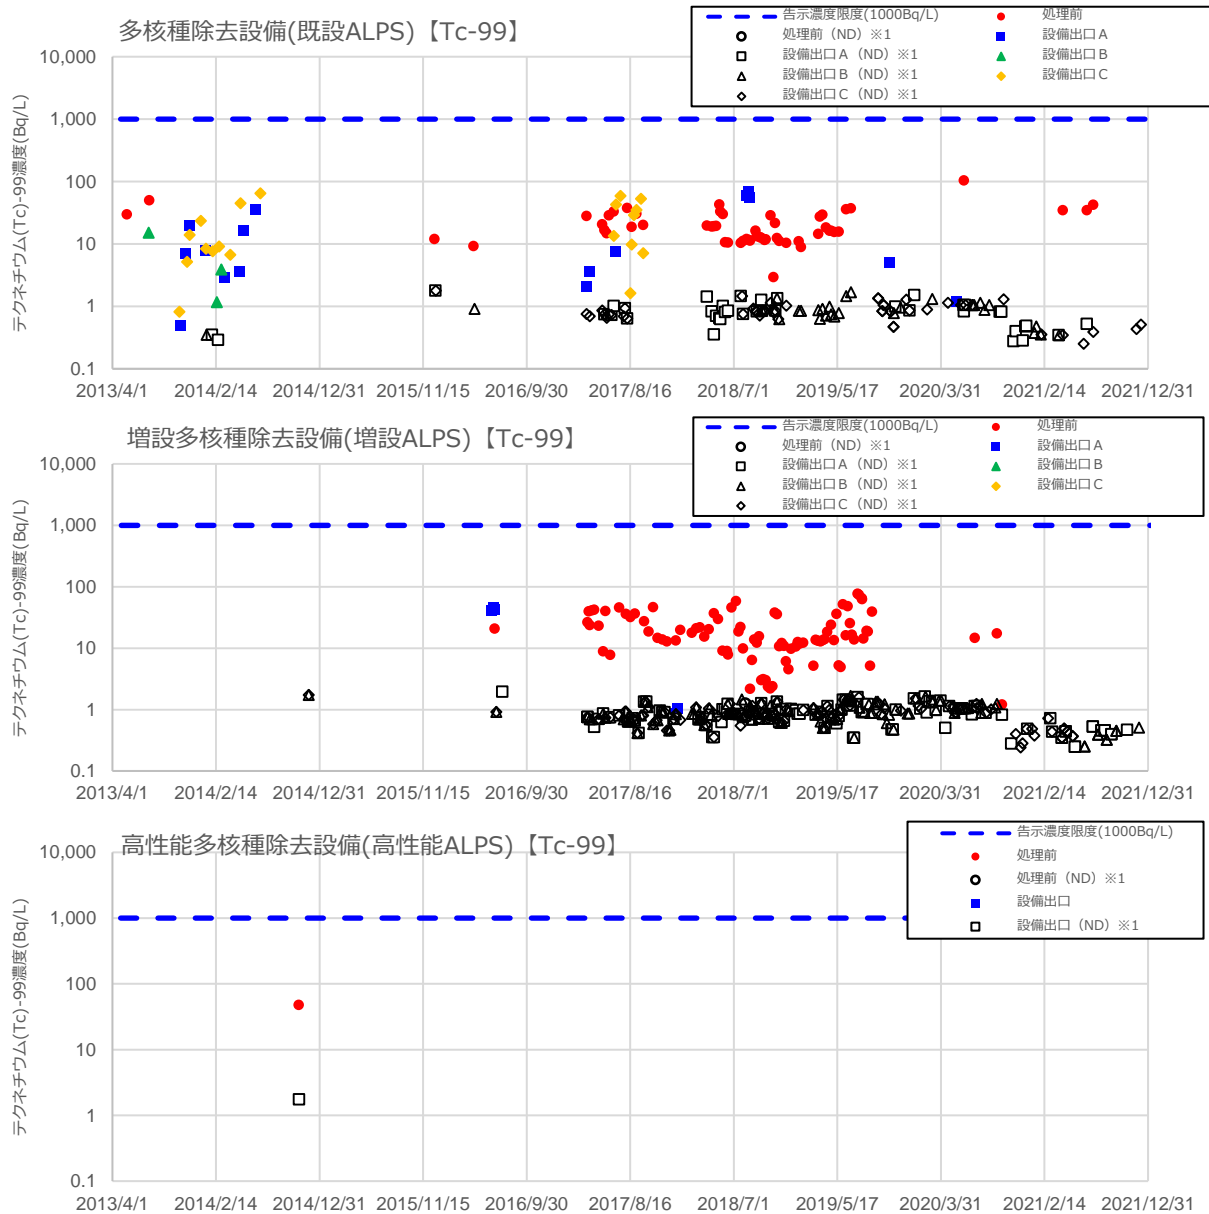 多核種除去設備(既設ALPS)【Tc-99】
告示濃度限度(1000Bq/L)
処理前
処理前（ND）※1
設備出口A
設備出口A（ND）※1
設備出口B
設備出口B（ND）※1
設備出口C
設備出口C（ND）※1
テクネチウム(Tc)-99濃度(Bq/L)
10,000
1,000
100
10
1
0.1
2013/4/1 2014/2/14 2014/12/31 2015/11/15 2016/9/30 2017/8/16 2018/7/1 2019/5/17 2020/3/31 2021/2/14 2021/12/31
増設多核種除去設備(増設ALPS)【Tc-99】
告示濃度限度(1000Bq/L)
処理前
処理前（ND）※1
設備出口A
設備出口A（ND）※1
設備出口B
設備出口B（ND）※1
設備出口C
設備出口C（ND）※1
テクネチウム(Tc)-99濃度(Bq/L)
10,000
1,000
100
10
1
0.1
2013/4/1 2014/2/14 2014/12/31 2015/11/15 2016/9/30 2017/8/16 2018/7/1 2019/5/17 2020/3/31 2021/2/14 2021/12/31
高性能多核種除去設備(高性能ALPS)【Tc-99】
告示濃度限度(1000Bq/L)
処理前
処理前（ND）※1
設備出口
設備出口（ND）※1
テクネチウム(Tc)-99濃度(Bq/L)
10,000
1,000
100
10
1
0.1
2013/4/1 2014/2/14 2014/12/31 2015/11/15 2016/9/30 2017/8/16 2018/7/1 2019/5/17 2020/3/31 2021/2/14 2021/12/31